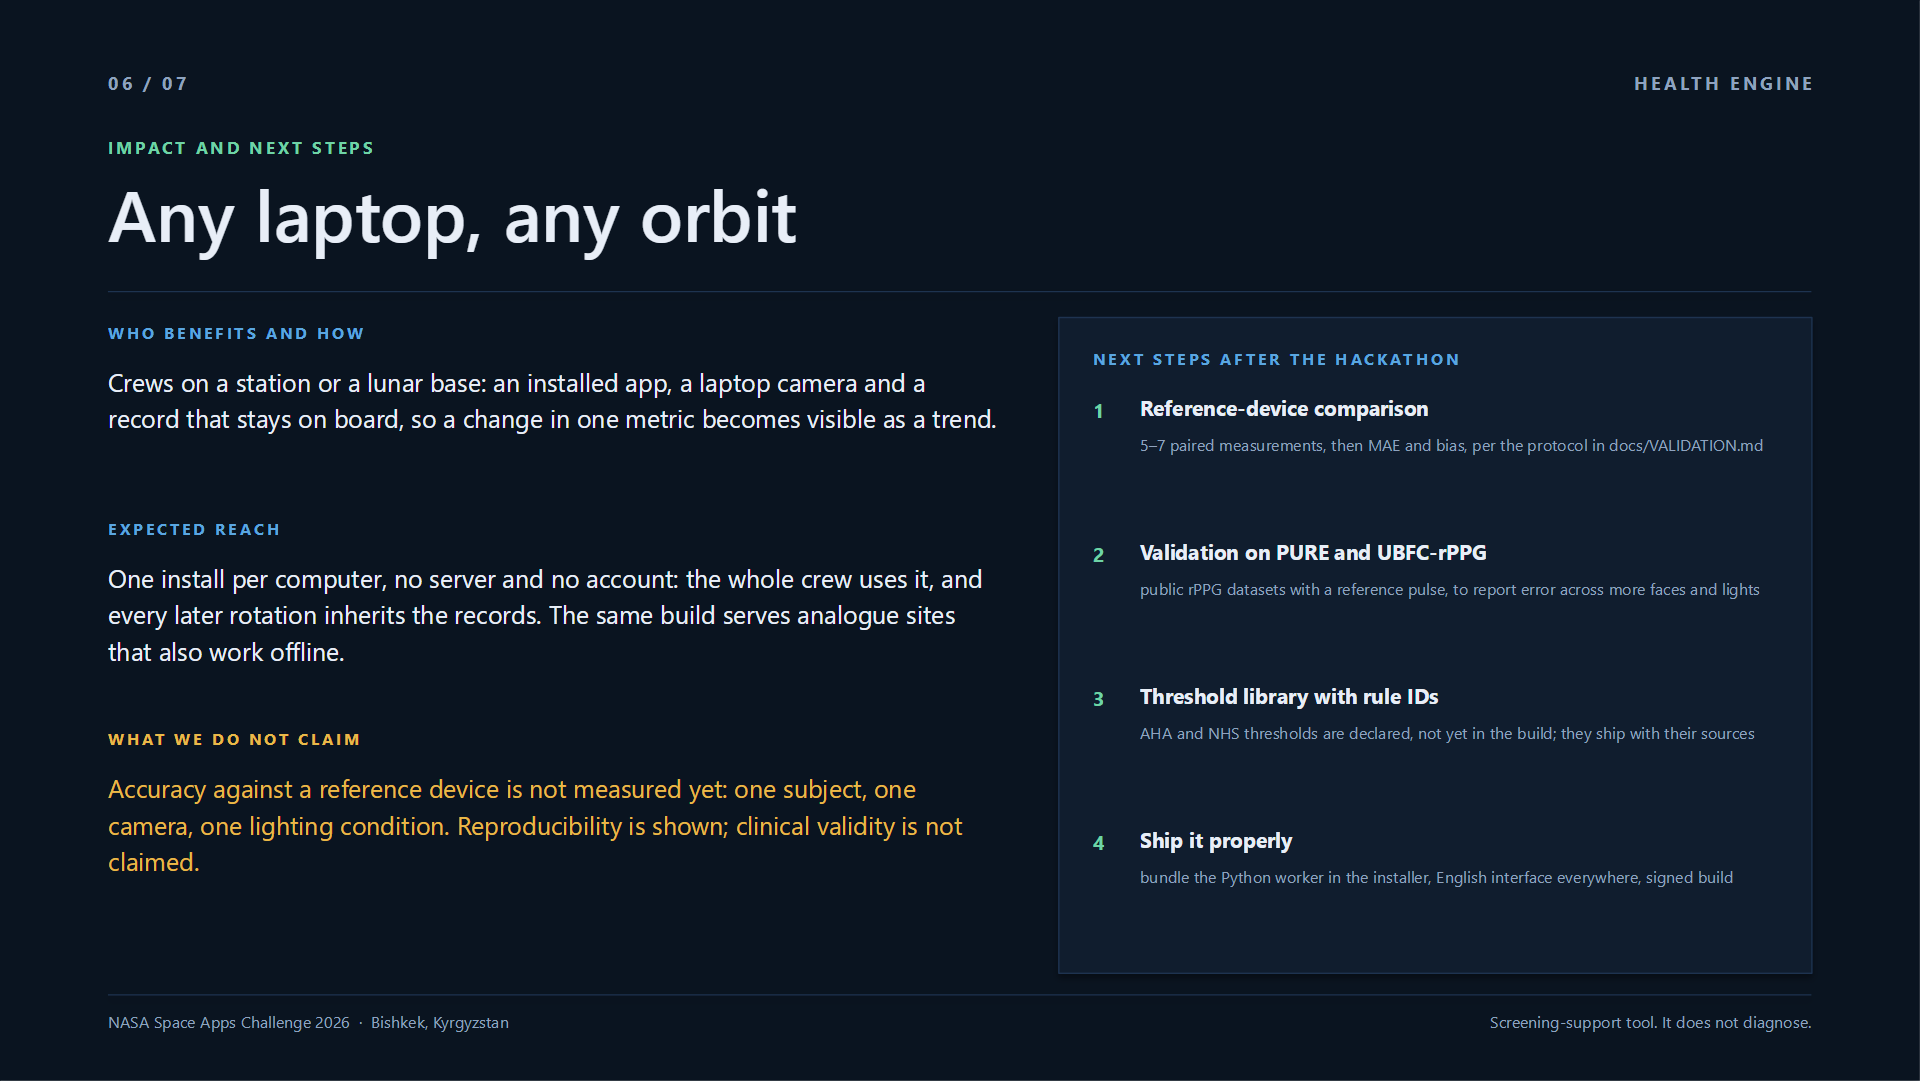 06 / 07
HEALTH ENGINE
IMPACT AND NEXT STEPS
Any laptop, any orbit
WHO BENEFITS AND HOW
Crews on a station or a lunar base: an installed app, a laptop camera and a
record that stays on board, so a change in one metric becomes visible as a trend.
EXPECTED REACH
One install per computer, no server and no account: the whole crew uses it, and
every later rotation inherits the records. The same build serves analogue sites
that also work offline.
WHAT WE DO NOT CLAIM
Accuracy against a reference device is not measured yet: one subject, one
camera, one lighting condition. Reproducibility is shown; clinical validity is not
claimed.
NEXT STEPS AFTER THE HACKATHON
1 Reference-device comparison
5–7 paired measurements, then MAE and bias, per the protocol in docs/VALIDATION.md
2 Validation on PURE and UBFC-rPPG
public rPPG datasets with a reference pulse, to report error across more faces and lights
3 Threshold library with rule IDs
AHA and NHS thresholds are declared, not yet in the build; they ship with their sources
4 Ship it properly
bundle the Python worker in the installer, English interface everywhere, signed build
NASA Space Apps Challenge 2026 · Bishkek, Kyrgyzstan
Screening-support tool. It does not diagnose.